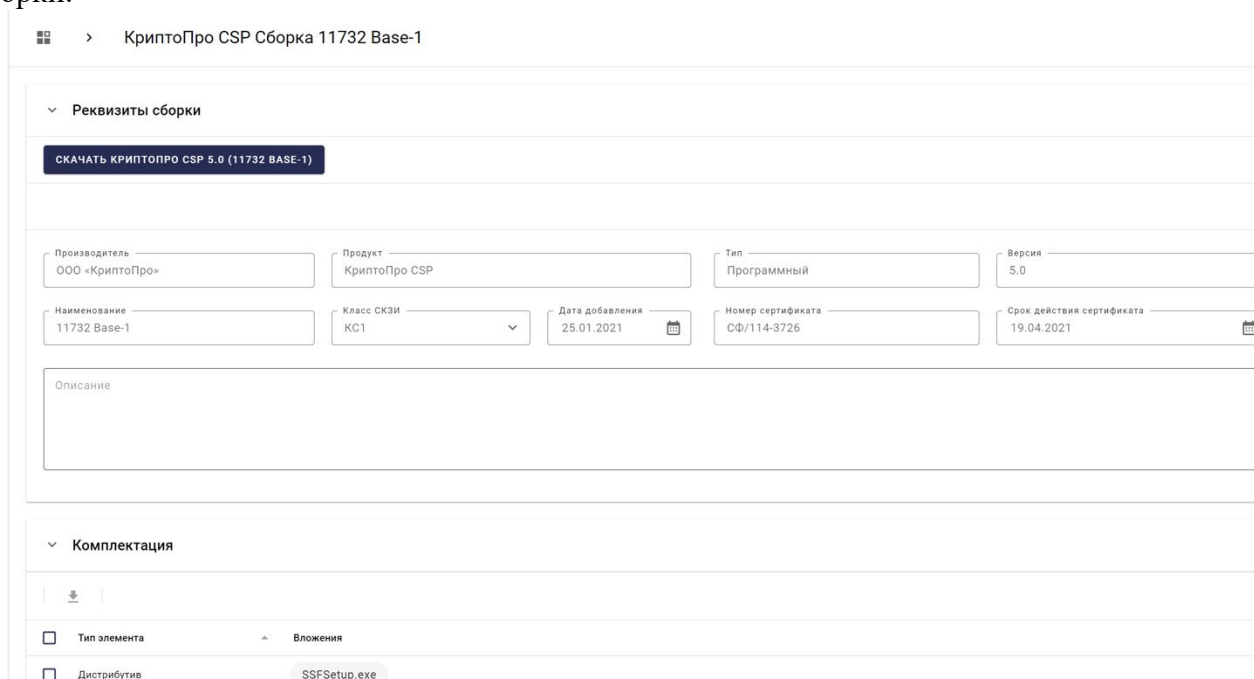 КриптоПро CSP Сборка 11732 Base-1
Реквизиты сборки
СКАЧАТЬ КРИПТОПРО CSP 5.0 (11732 BASE-1)
Производитель Продукт Тип Версия
ООО «КриптоПро» КриптоПро CSP Программный 5.0
Наименование Класс СКЗИ Дата добавления Номер сертификата Срок действия сертификата
11732 Base-1 КС1 25.01.2021 СФ/114-3726 19.04.2021
Описание
Комплектация
Тип элемента Вложения
Дистрибутив SSFSetup.exe